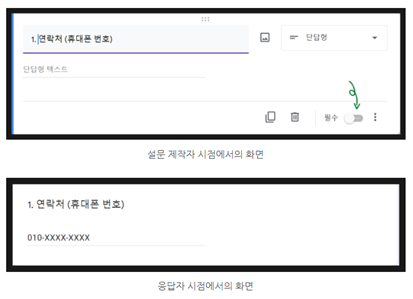 1. 연락처 (휴대폰 번호)
단답형
단답형 텍스트
필수
설문 제작자 시점에서의 화면
1. 연락처 (휴대폰 번호)
010-XXXX-XXXX
응답자 시점에서의 화면